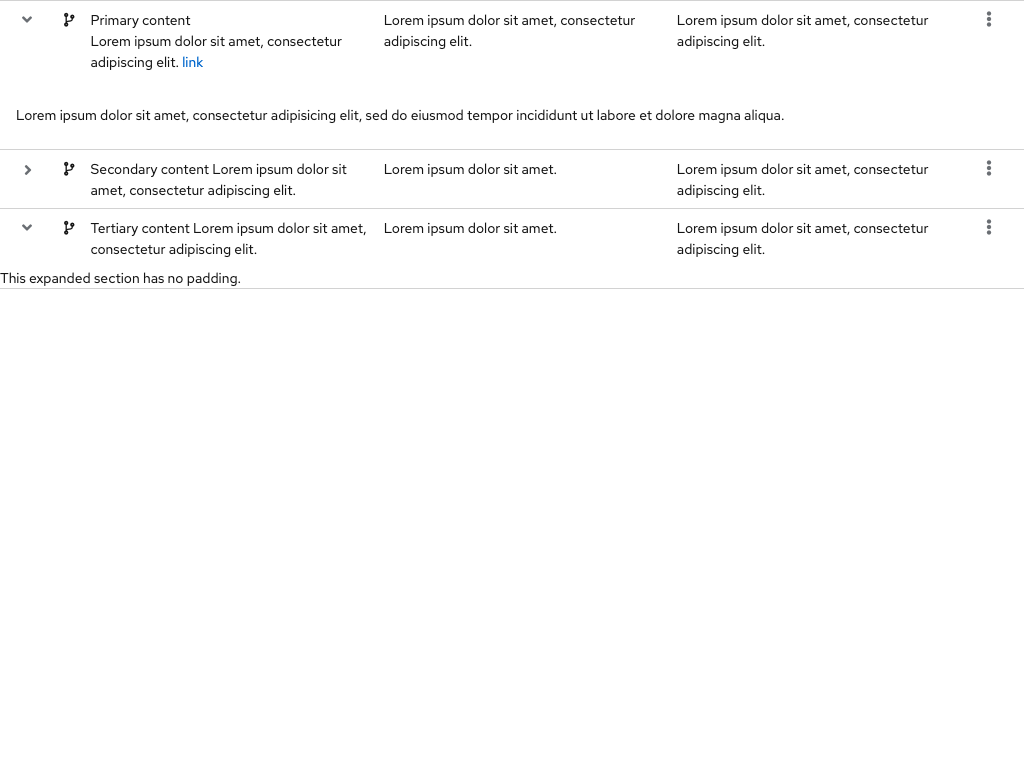 Primary content
Lorem ipsum dolor sit amet, consectetur
adipiscing elit. link
Lorem ipsum dolor sit amet, consectetur
adipiscing elit.
Lorem ipsum dolor sit amet, consectetur
adipiscing elit.
Lorem ipsum dolor sit amet, consectetur adipisicing elit, sed do eiusmod tempor incididunt ut labore et dolore magna aliqua.
Secondary content Lorem ipsum dolor sit
amet, consectetur adipiscing elit.
Lorem ipsum dolor sit amet.
Lorem ipsum dolor sit amet, consectetur
adipiscing elit.
Tertiary content Lorem ipsum dolor sit amet,
consectetur adipiscing elit.
Lorem ipsum dolor sit amet.
Lorem ipsum dolor sit amet, consectetur
adipiscing elit.
This expanded section has no padding.